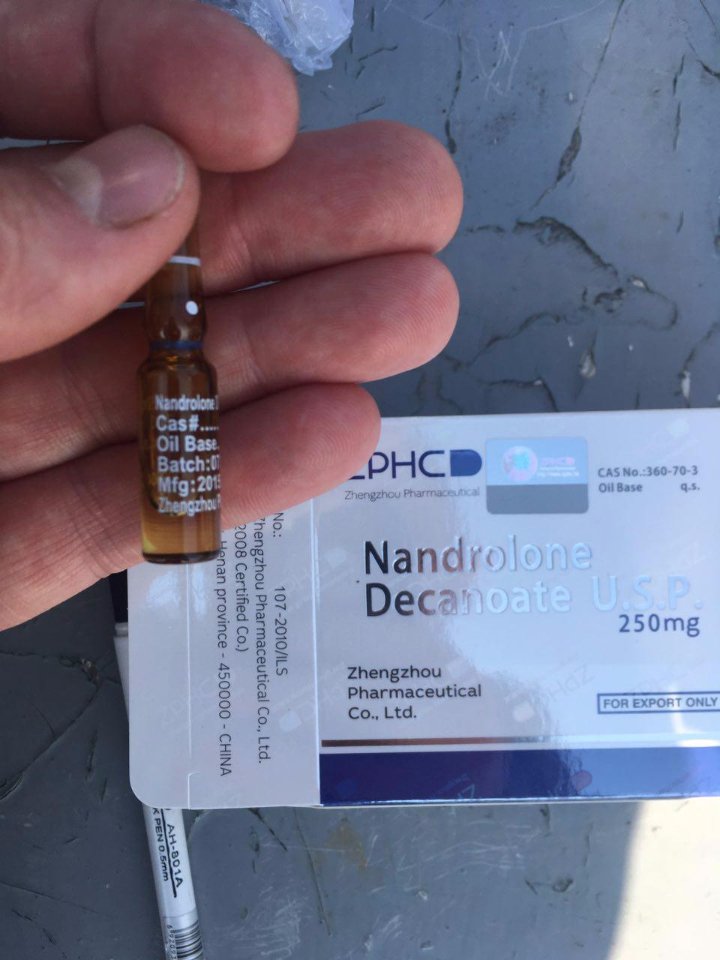 Nandrolone
Cas#.....
Oil Base.
Batch:07
Mfg:2015
Zhengzhou P
ZPHC
Zhengzhou Pharmaceutical
CAS No.:360-70-3
Oil Base q.s.
Nandrolone
Decanoate U.S.P.
250mg
Zhengzhou
Pharmaceutical
Co., Ltd.
FOR EXPORT ONLY
No.: 107-2010/ILS
Zhengzhou Pharmaceutical Co., Ltd.
2008 Certified Co.)
Henan province - 450000 - CHINA
AH-801A
K PEN 0.5mm